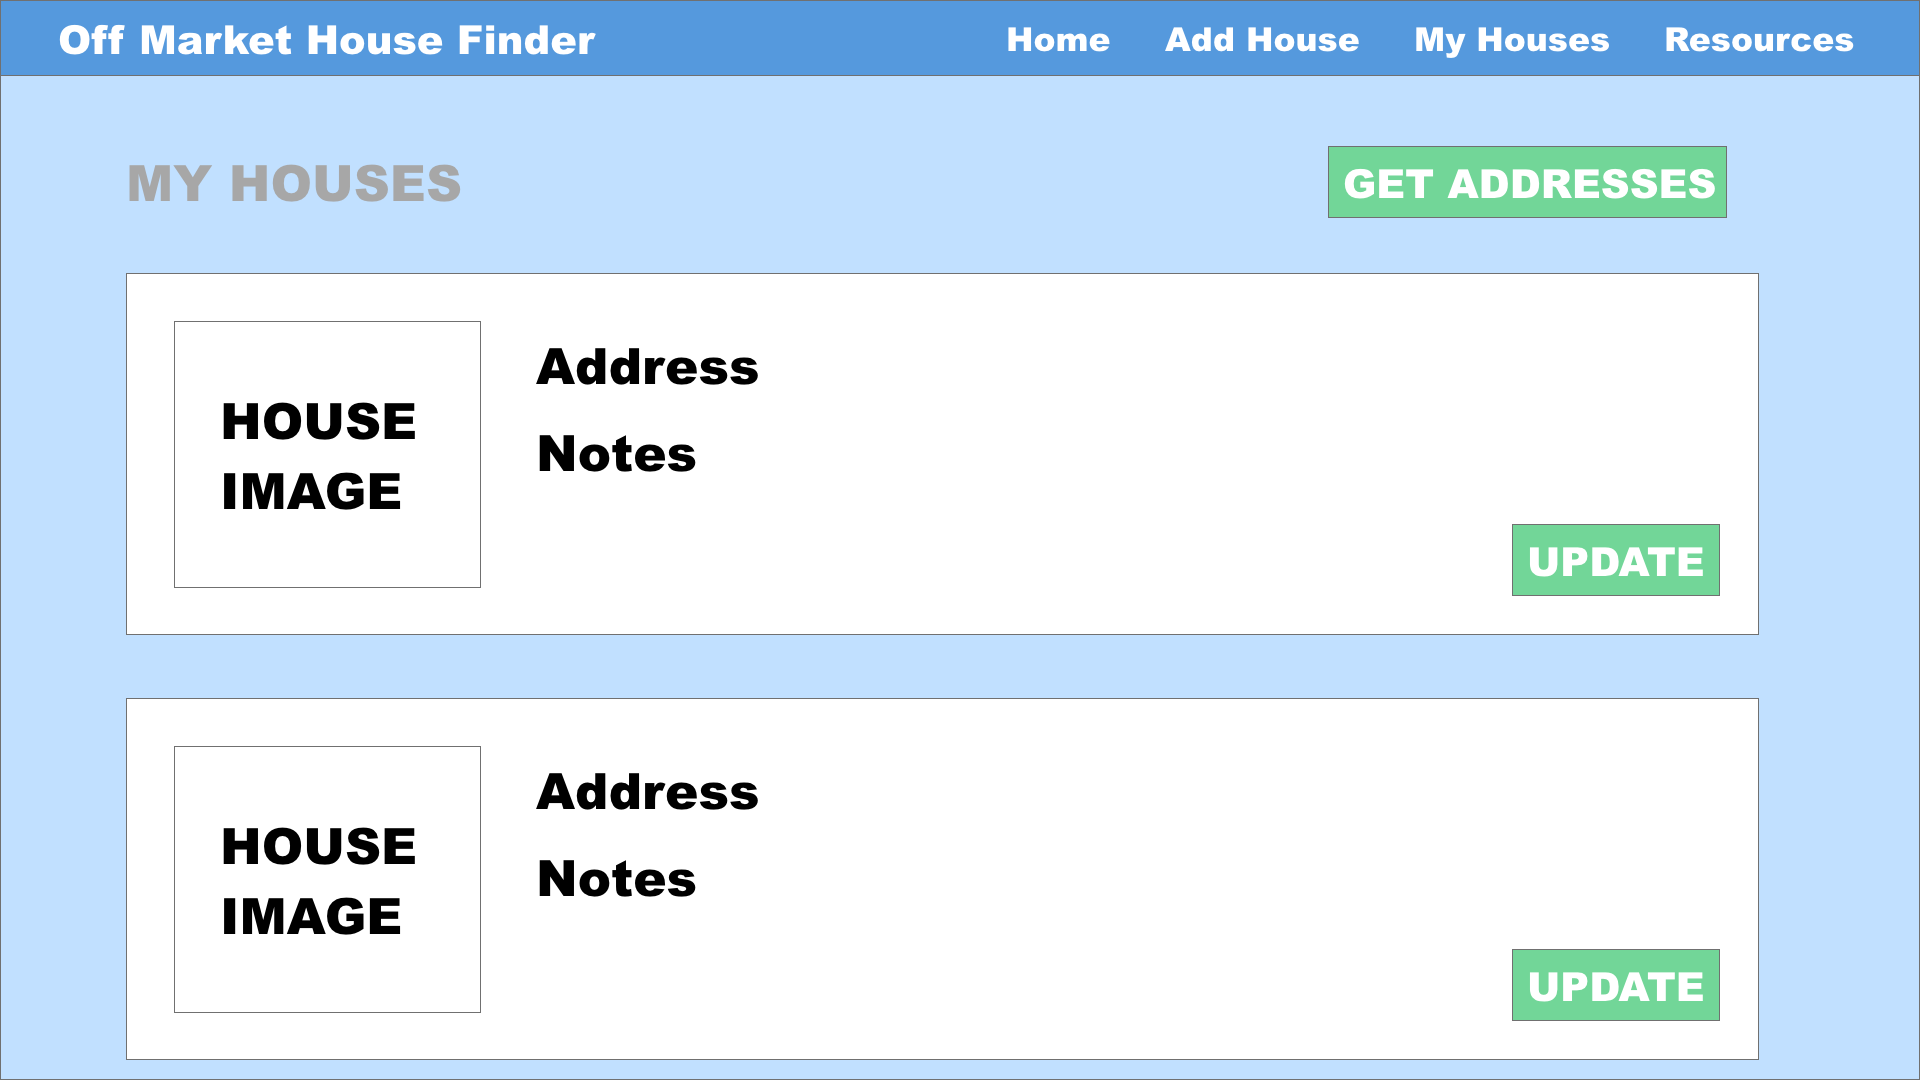 Off Market House Finder
Home Add House My Houses Resources
MY HOUSES
GET ADDRESSES
HOUSE
IMAGE
Address
Notes
UPDATE
HOUSE
IMAGE
Address
Notes
UPDATE